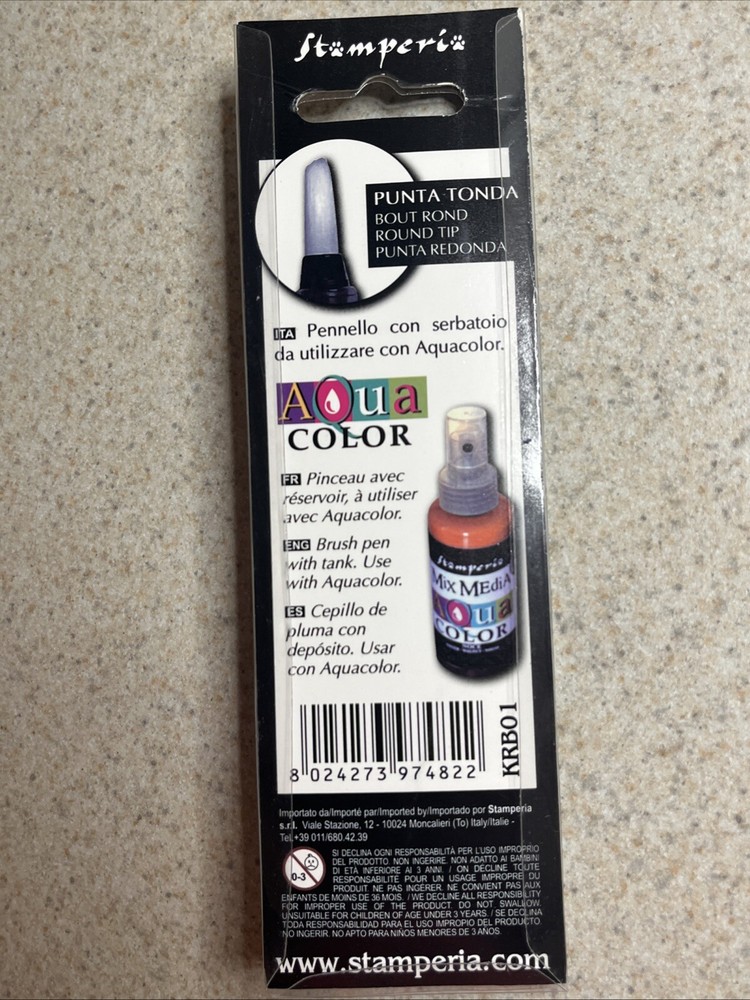 Stamperia
PUNTA TONDA
BOUT ROND
ROUND TIP
PUNTA REDONDA
ITA Pennello con serbatoio
da utilizzare con Aquacolor.
AQua
COLOR
FR Pinceau avec
réservoir, à utiliser
avec Aquacolor.
ENG Brush pen
with tank. Use
with Aquacolor.
ES Cepillo de
pluma con
depósito. Usar
con Aquacolor.
Stamperia
Mix MEdiA
AQua
COLOR
8 024273 974822
KRB01
Importato da/Importé par/Imported by/Importado por Stamperia
s.r.l. Viale Stazione, 12 - 10024 Moncalieri (To) Italy/Italie -
Tel.+39 011/680.42.39
0-3
SI DECLINA OGNI RESPONSABILITÀ PER L'USO IMPROPRIO
DEL PRODOTTO. NON INGERIRE. NON ADATTO AI BAMBINI
DI ETÀ INFERIORE AI 3 ANNI. / ON DECLINE TOUTE
RESPONSABILITÉ POUR UN USAGE IMPROPRE DU
PRODUIT. NE PAS INGÉRER. NE CONVIENT PAS AUX
ENFANTS DE MOINS DE 36 MOIS. / WE DECLINE ALL RESPONSIBILITY
FOR IMPROPER USE OF THE PRODUCT. DO NOT SWALLOW.
UNSUITABLE FOR CHILDREN OF AGE UNDER 3 YEARS. / SE DECLINA
TODA RESPONSABILIDAD PARA EL USO IMPROPIO DEL PRODUCTO.
NO INGERIR. NO APTO PARA NIÑOS MENORES DE 3 AÑOS.
www.stamperia.com